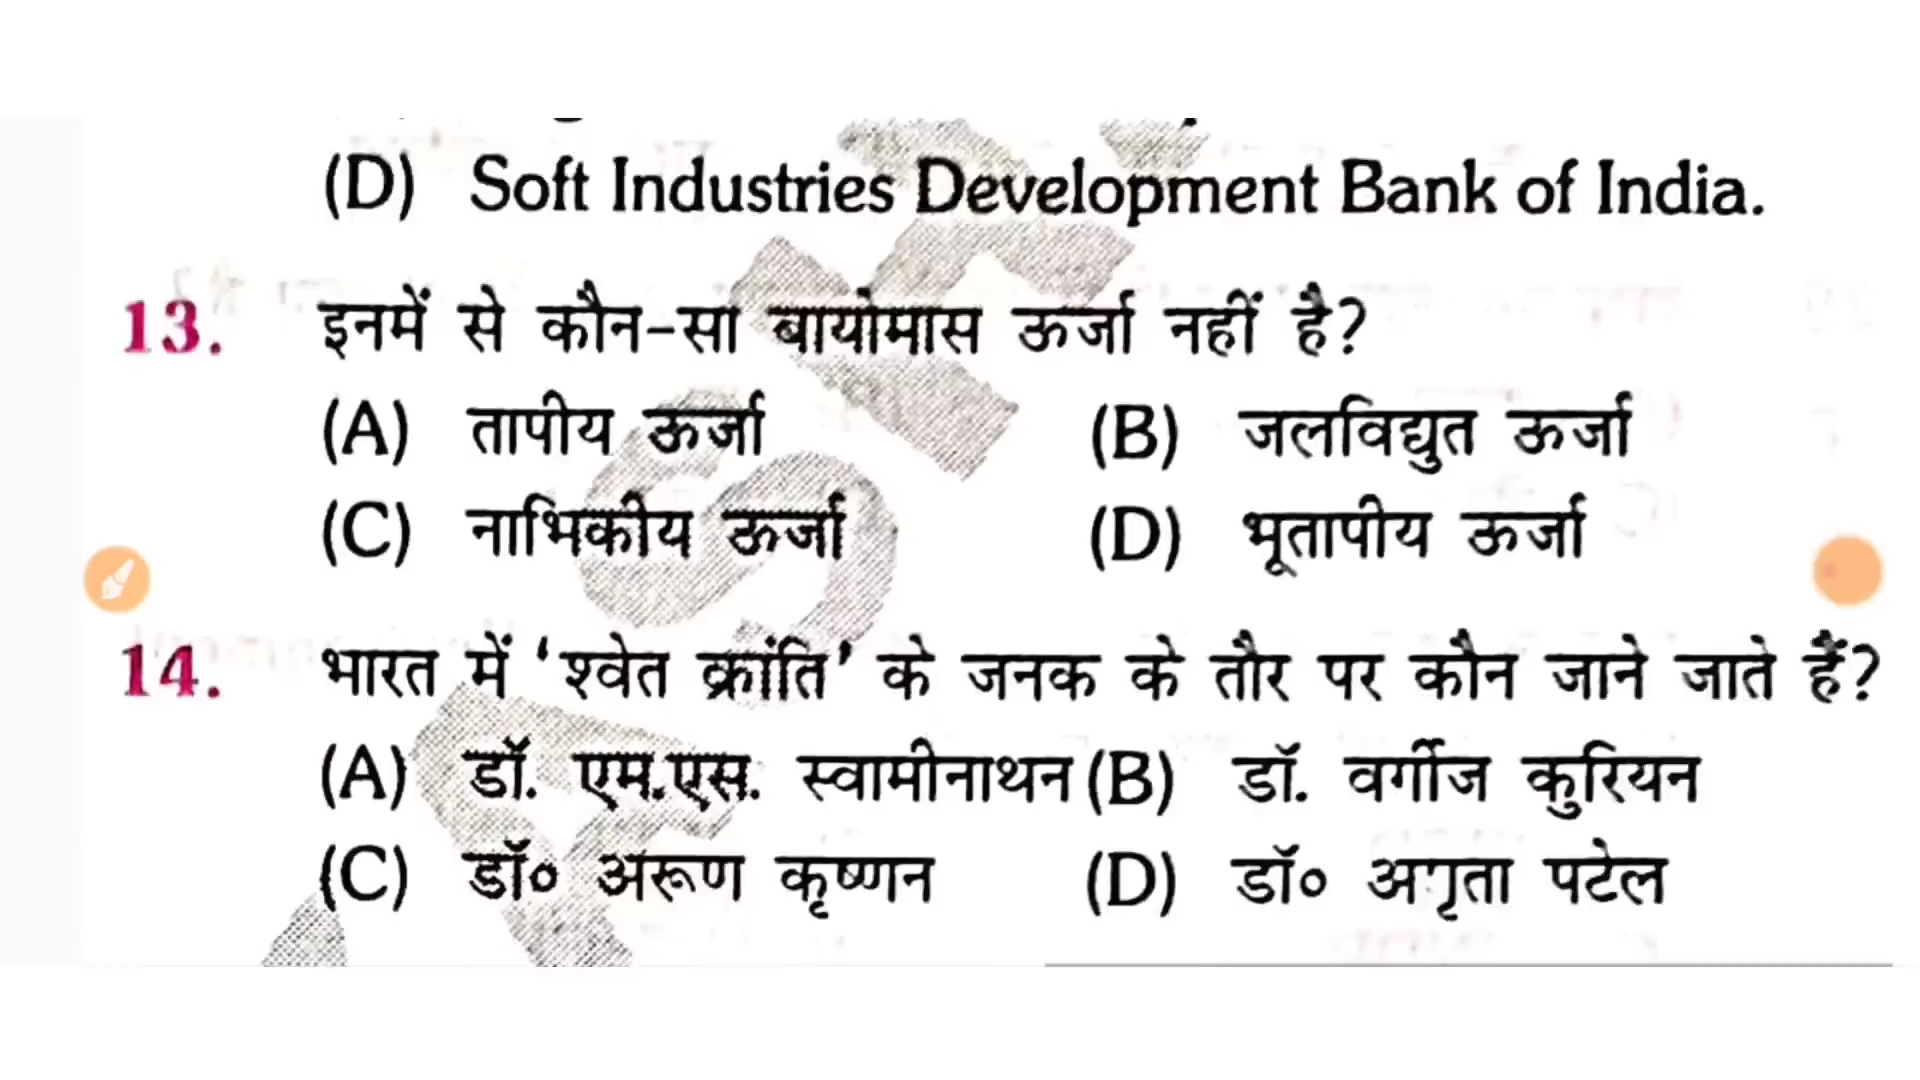 (D) Soft Industries Development Bank of India.
13. इनमें से कौन-सा बायोमास ऊर्जा नहीं है?
(A) तापीय ऊर्जा (B) जलविद्युत ऊर्जा
(C) नाभिकीय ऊर्जा (D) भूतापीय ऊर्जा
14. भारत में ‘श्वेत क्रांति’ के जनक के तौर पर कौन जाने जाते हैं?
(A) डॉ. एम.एस. स्वामीनाथन (B) डॉ. वर्गीज कुरियन
(C) डॉ० अरूण कृष्णन (D) डॉ० अमृता पटेल